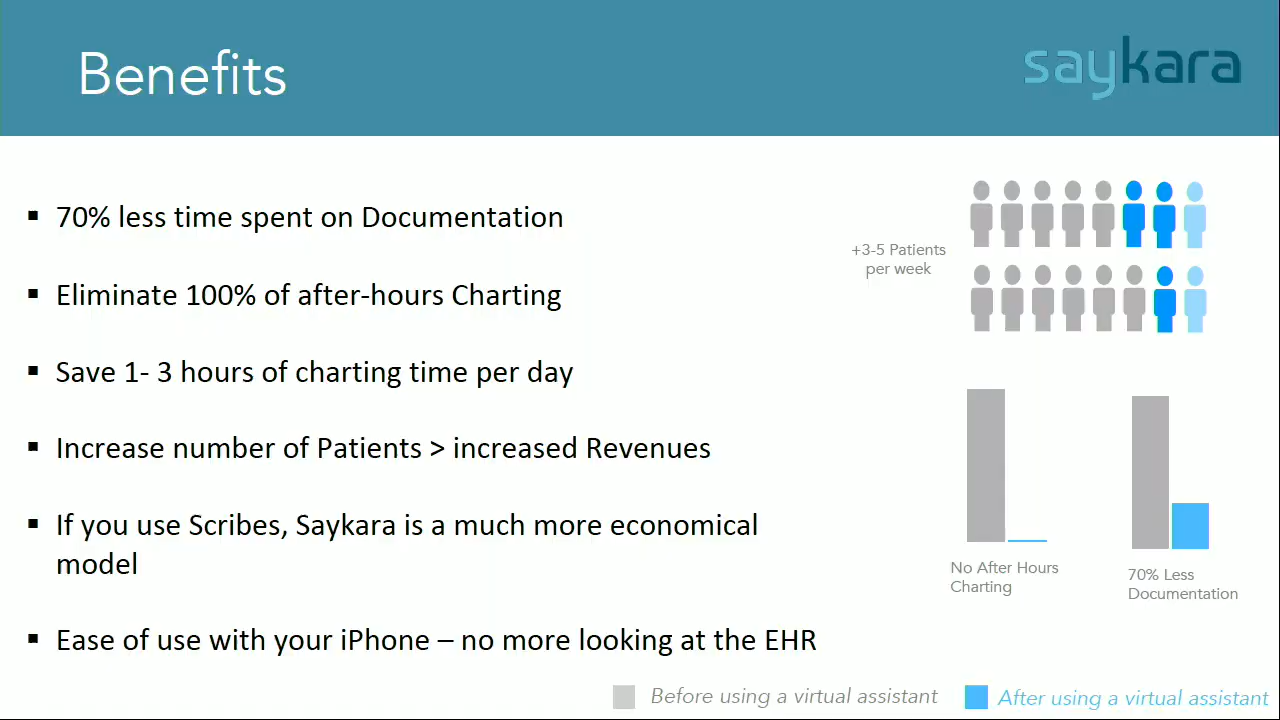 Benefits
saykara
▪ 70% less time spent on Documentation
▪ Eliminate 100% of after-hours Charting
▪ Save 1- 3 hours of charting time per day
▪ Increase number of Patients > increased Revenues
▪ If you use Scribes, Saykara is a much more economical
model
▪ Ease of use with your iPhone – no more looking at the EHR
+3-5 Patients
per week
No After Hours
Charting
70% Less
Documentation
Before using a virtual assistant
After using a virtual assistant